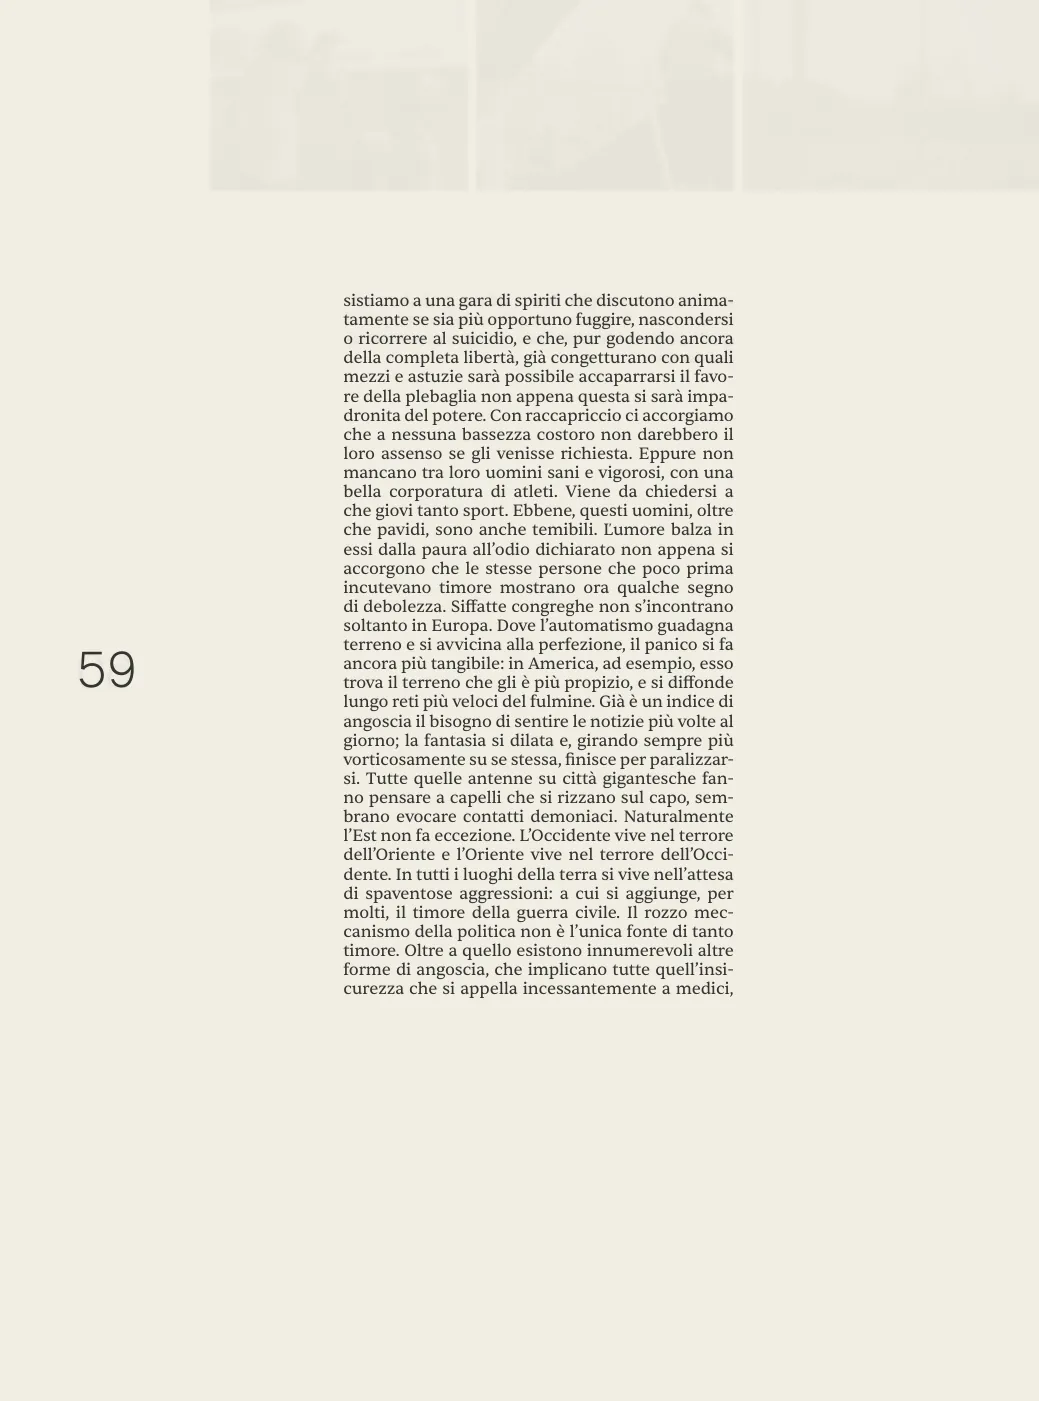 sistiamo a una gara di spiriti che discutono anima-
tamente se sia più opportuno fuggire, nascondersi
o ricorrere al suicidio, e che, pur godendo ancora
della completa libertà, già congetturano con quali
mezzi e astuzie sarà possibile accaparrarsi il favo-
re della plebaglia non appena questa si sarà impa-
dronita del potere. Con raccapriccio ci accorgiamo
che a nessuna bassezza costoro non darebbero il
loro assenso se gli venisse richiesta. Eppure non
mancano tra loro uomini sani e vigorosi, con una
bella corporatura di atleti. Viene da chiedersi a
che giovi tanto sport. Ebbene, questi uomini, oltre
che pavidi, sono anche temibili. L'umore balza in
essi dalla paura all’odio dichiarato non appena si
accorgono che le stesse persone che poco prima
incutevano timore mostrano ora qualche segno
di debolezza. Siffatte congreghe non s’incontrano
soltanto in Europa. Dove l’automatismo guadagna
terreno e si avvicina alla perfezione, il panico si fa
ancora più tangibile: in America, ad esempio, esso
trova il terreno che gli è più propizio, e si diffonde
lungo reti più veloci del fulmine. Già è un indice di
angoscia il bisogno di sentire le notizie più volte al
giorno; la fantasia si dilata e, girando sempre più
vorticosamente su se stessa, finisce per paralizzar-
si. Tutte quelle antenne su città gigantesche fan-
no pensare a capelli che si rizzano sul capo, sem-
brano evocare contatti demoniaci. Naturalmente
l’Est non fa eccezione. L’Occidente vive nel terrore
dell’Oriente e l’Oriente vive nel terrore dell’Occi-
dente. In tutti i luoghi della terra si vive nell’attesa
di spaventose aggressioni: a cui si aggiunge, per
molti, il timore della guerra civile. Il rozzo mec-
canismo della politica non è l’unica fonte di tanto
timore. Oltre a quello esistono innumerevoli altre
forme di angoscia, che implicano tutte quell’insi-
curezza che si appella incessantemente a medici,
59